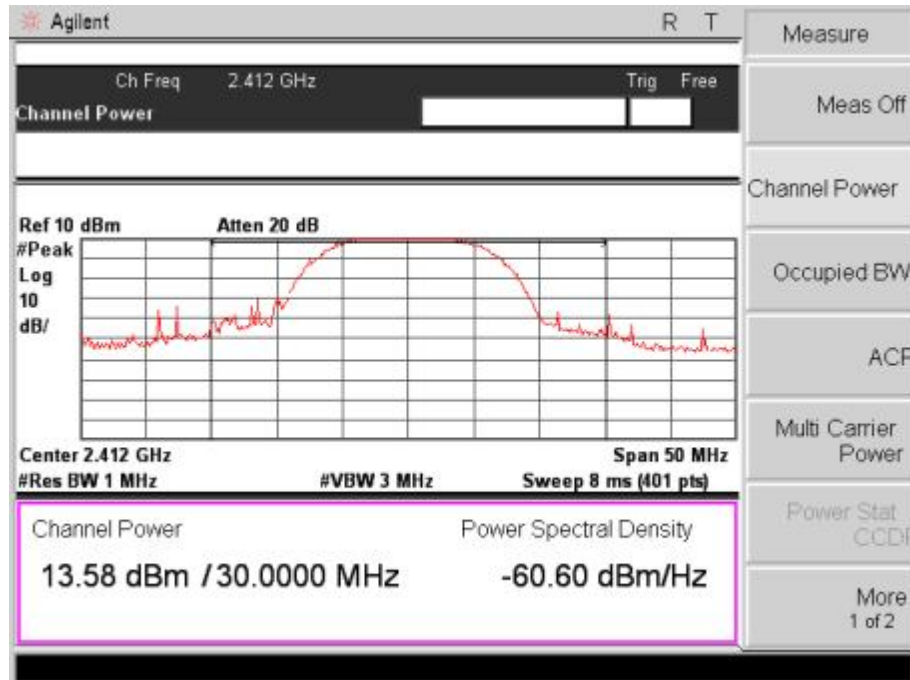 Agilent R T
Measure
Ch Freq 2.412 GHz Trig Free
Channel Power
Meas Off
Channel Power
Ref 10 dBm Atten 20 dB
#Peak
Log
10
dB/
Occupied BW
ACP
Center 2.412 GHz Span 50 MHz
#Res BW 1 MHz #VBW 3 MHz Sweep 8 ms (401 pts)
Multi Carrier
Power
Channel Power Power Spectral Density
13.58 dBm / 30.0000 MHz -60.60 dBm/Hz
Power Stat
CCDF
More
1 of 2